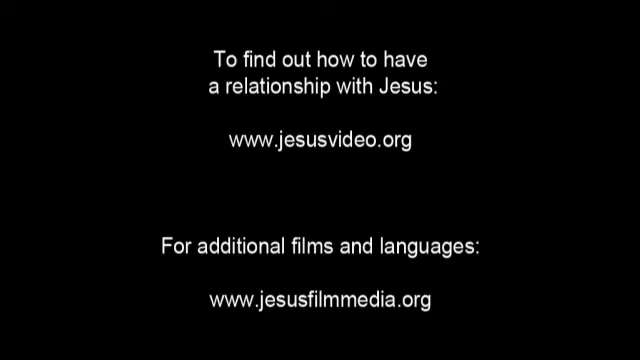 To find out how to have
a relationship with Jesus:
www.jesusvideo.org
For additional films and languages:
www.jesusfilmmedia.org